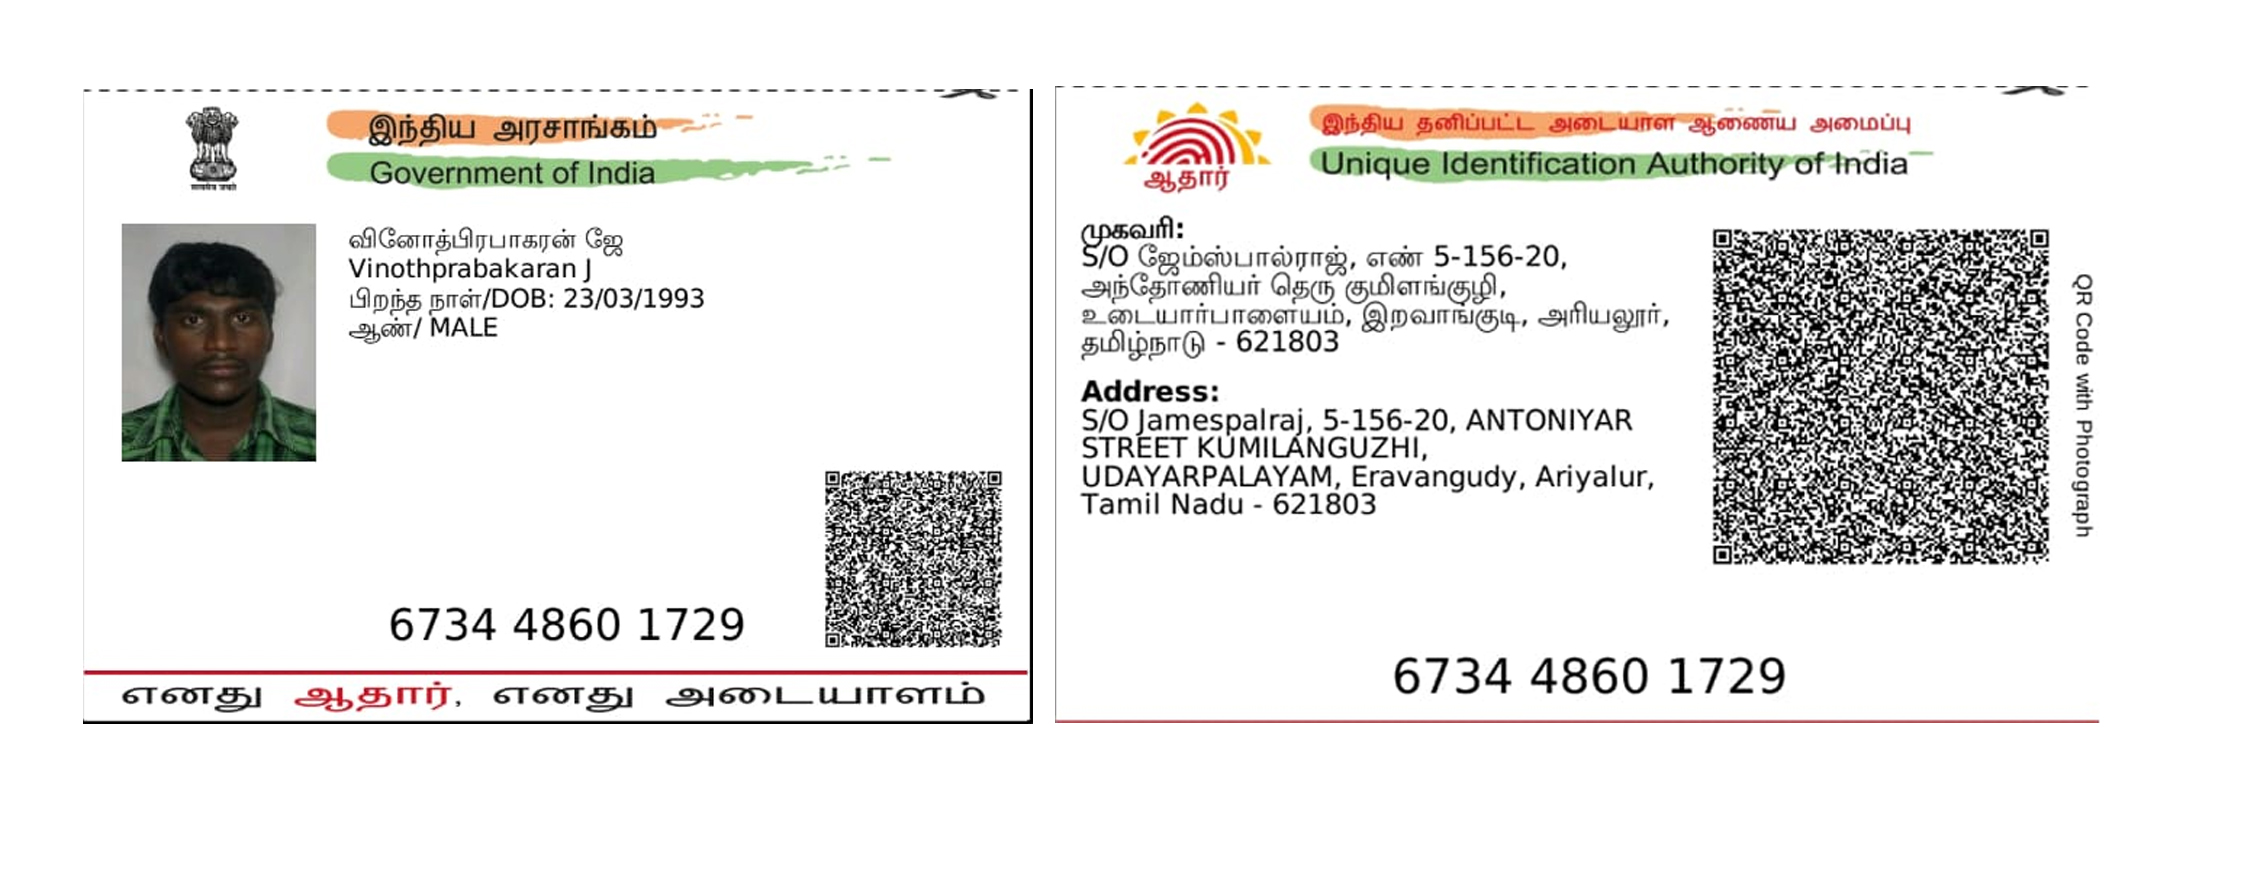 இந்திய அரசாங்கம்
Government of India
வினோத்பிரபாகரன் ஜே
Vinothprabakaran J
பிறந்த நாள்/DOB: 23/03/1993
ஆண்/ MALE
6734 4860 1729
எனது ஆதார், எனது அடையாளம்
ஆதார்
இந்திய தனிப்பட்ட அடையாள ஆணைய அமைப்பு
Unique Identification Authority of India
முகவரி:
S/O ஜேம்ஸ்பால்ராஜ், எண் 5-156-20,
அந்தோணியர் தெரு குமிளங்குழி,
உடையார்பாளையம், இறவாங்குடி, அரியலூர்,
தமிழ்நாடு - 621803
Address:
S/O Jamespalraj, 5-156-20, ANTONIYAR
STREET KUMILANGUZHI,
UDAYARPALAYAM, Eravangudy, Ariyalur,
Tamil Nadu - 621803
QR Code with Photograph
6734 4860 1729